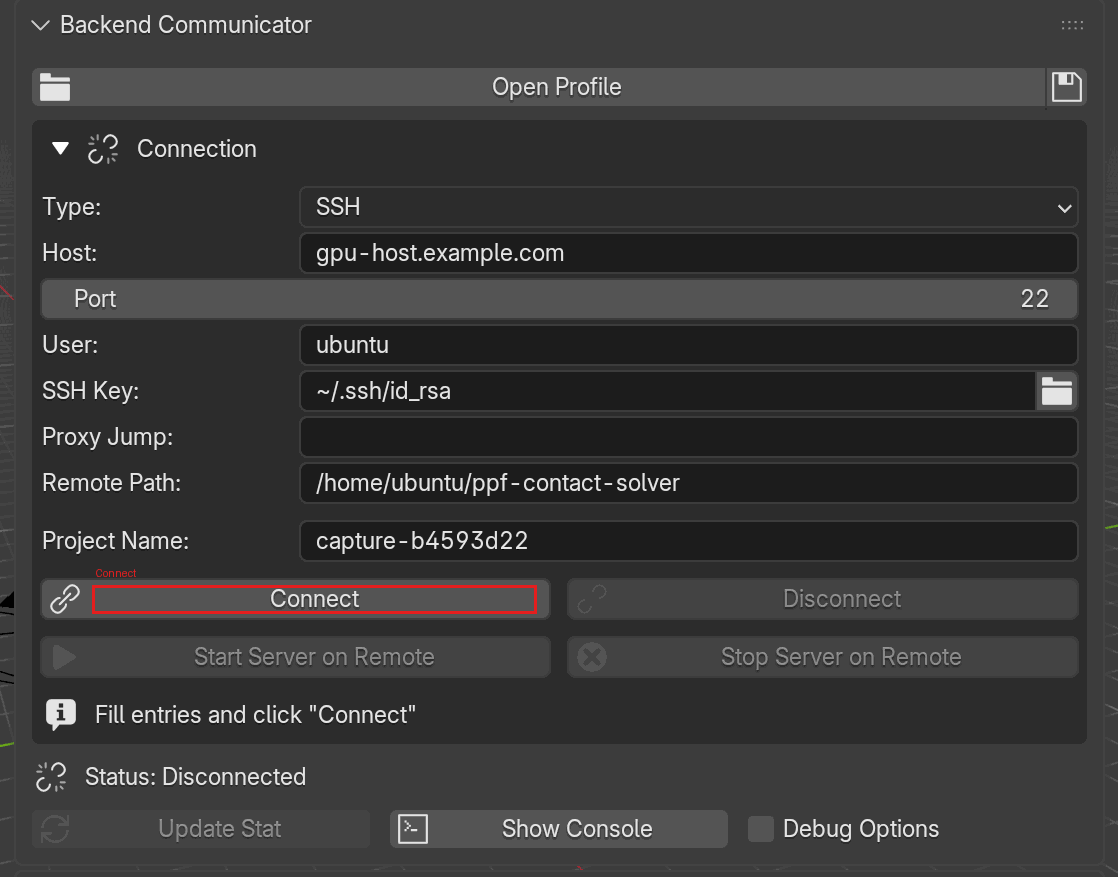 Backend Communicator
Open Profile
Connection
Type: SSH
Host: gpu-host.example.com
Port 22
User: ubuntu
SSH Key: ~/.ssh/id_rsa
Proxy Jump:
Remote Path: /home/ubuntu/ppf-contact-solver
Project Name: capture-b4593d22
Connect
Connect Disconnect
Start Server on Remote Stop Server on Remote
Fill entries and click "Connect"
Status: Disconnected
Update Stat Show Console Debug Options